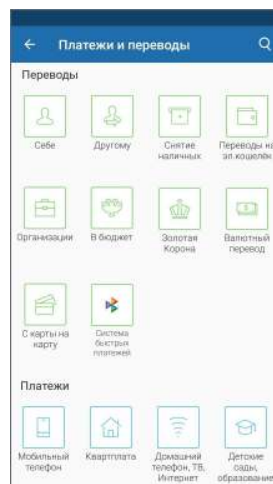 Платежи и переводы
Переводы
Себе
Другому
Снятие
наличных
Переводы на
эл.кошелёк
Организации
В бюджет
Золотая
Корона
Валютный
перевод
С карты на
карту
Система
быстрых
платежей
Платежи
Мобильный
телефон
Квартплата
Домашний
телефон, ТВ,
Интернет
Детские
сады,
образование